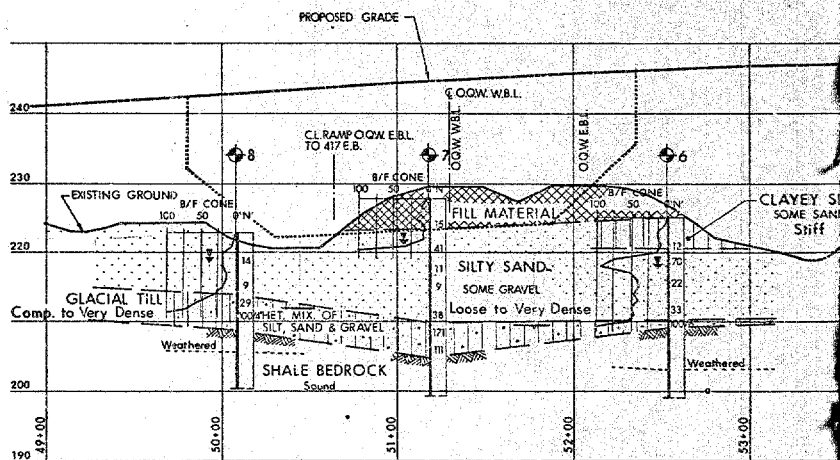 PROPOSED GRADE
C.O.Q.W. W.B.L.
240
O.Q.W. W.B.L.
O.Q.W. E.B.L.
C.L. RAMP O.Q.W. E.B.L.
TO 417 E.B.
8
7
6
230
EXISTING GROUND
B/F CONE
100 50 0 'N'
B/F CONE
100 50 0 'N'
B/F CONE
100 50 0 'N'
FILL MATERIAL
CLAYEY
SOME
Stiff
220
14
9
29
15
41
11
9
38
171
111
12
70
22
33
100
SILTY SAND
SOME GRAVEL
Loose to Very Dense
GLACIAL TILL
Comp. to Very Dense
210
HET. MIX. OF
SILT, SAND & GRAVEL
Weathered
SHALE BEDROCK
Sound
Weathered
200
190
49+00
50+00
51+00
52+00
53+00